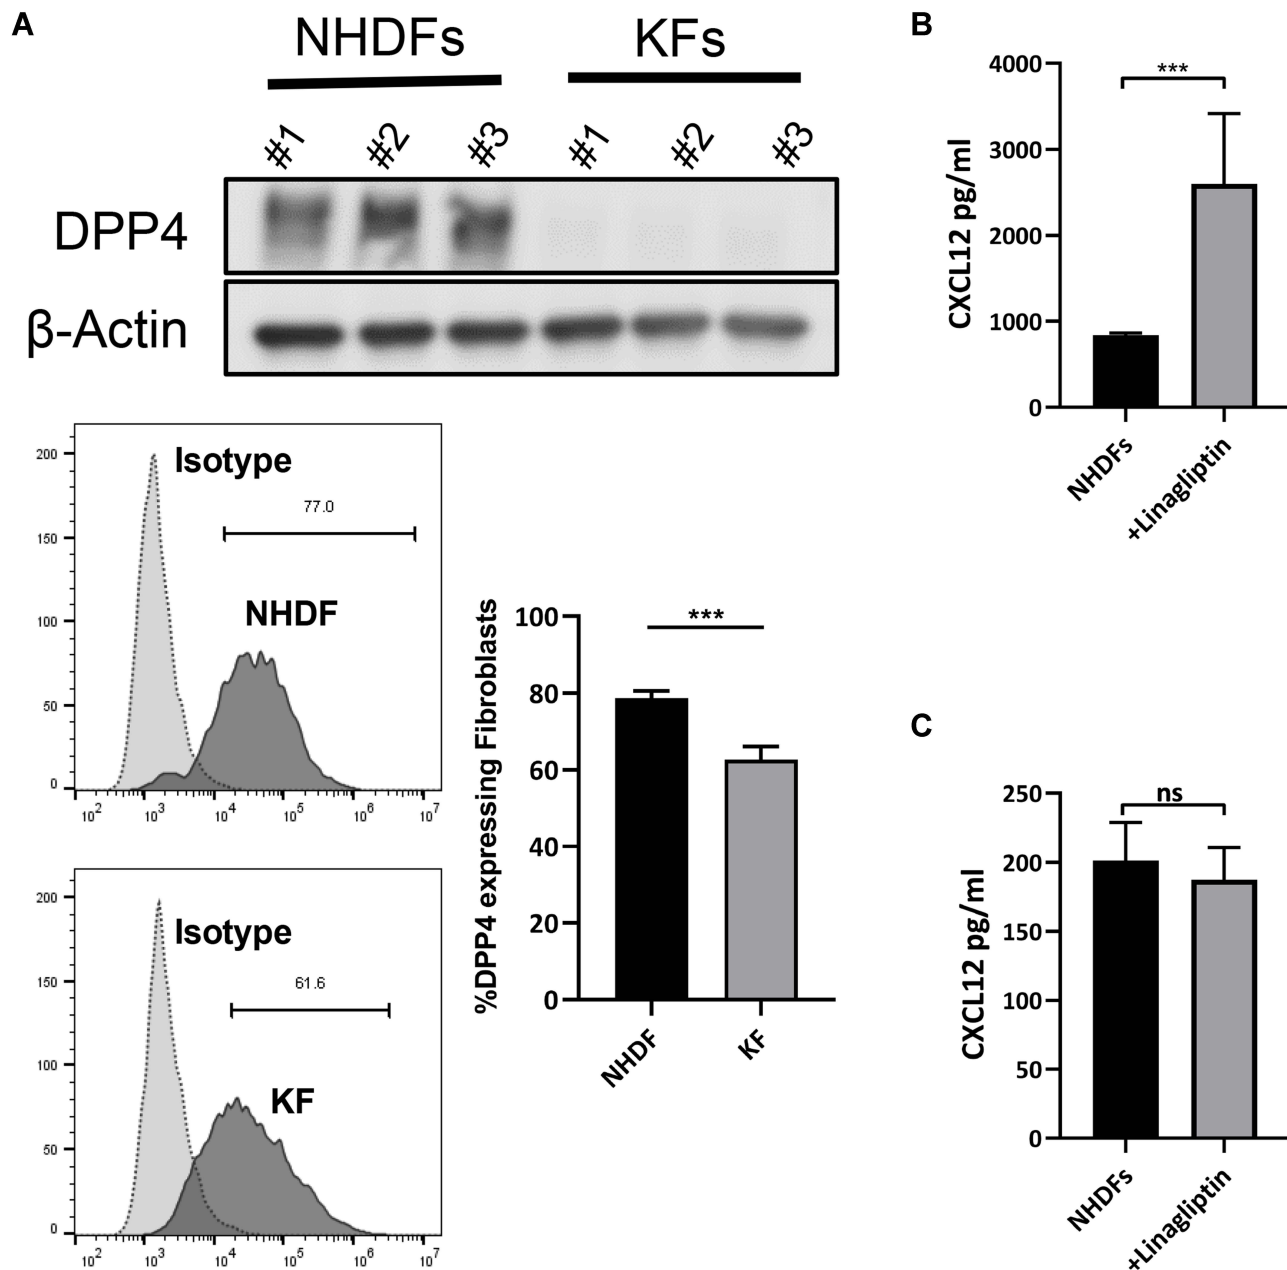 A
NHDFs KFs
#1 #2 #3 #1 #2 #3
DPP4
β-Actin
200
150
100
50
0
Isotype
77.0
NHDF
10² 10³ 10⁴ 10⁵ 10⁶ 10⁷
200
150
100
50
0
Isotype
61.6
KF
10² 10³ 10⁴ 10⁵ 10⁶ 10⁷
%DPP4 expressing Fibroblasts
100
80
60
40
20
0
***
NHDF KF
B
CXCL12 pg/ml
4000
3000
2000
1000
0
***
NHDFs +Linagliptin
C
CXCL12 pg/ml
250
200
150
100
50
0
ns
NHDFs +Linagliptin